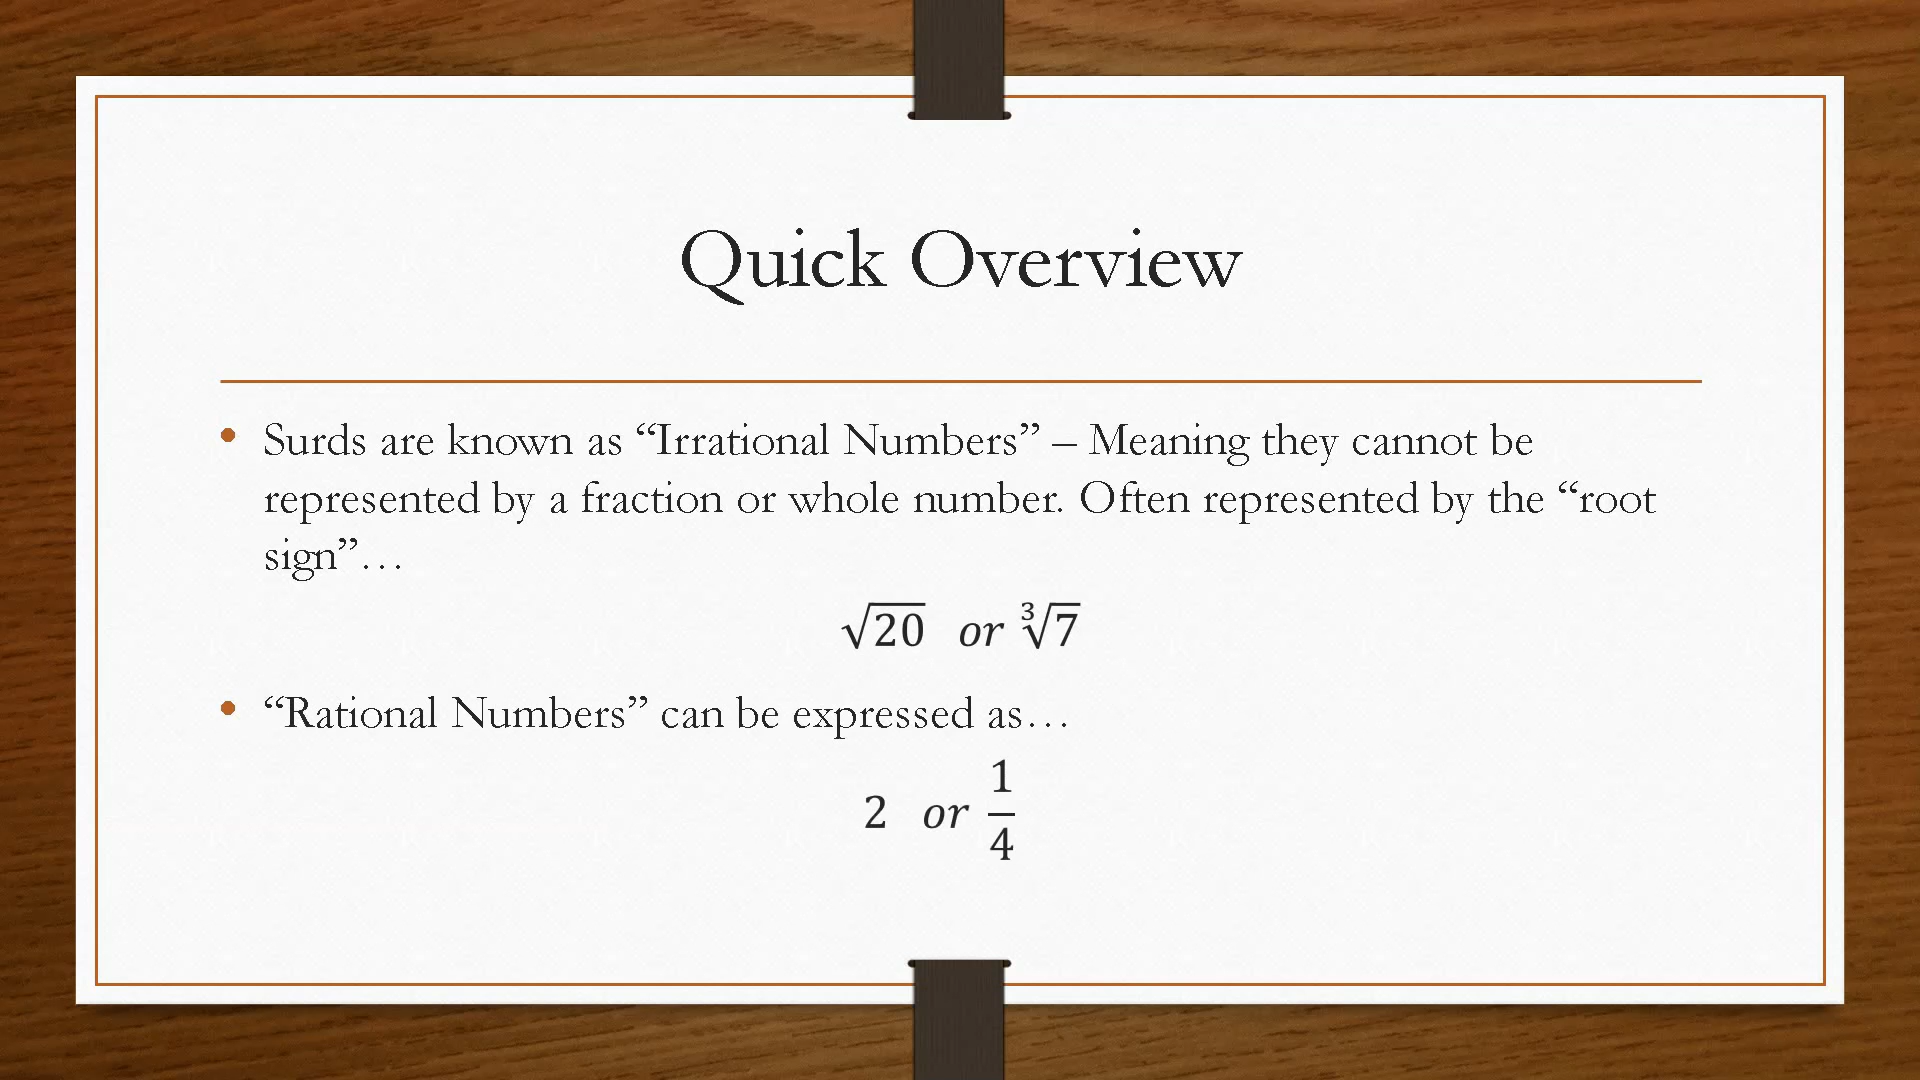 Quick Overview
• Surds are known as “Irrational Numbers” – Meaning they cannot be
represented by a fraction or whole number. Often represented by the “root
sign”…
√20 or ∛7
• “Rational Numbers” can be expressed as…
2 or 1/4